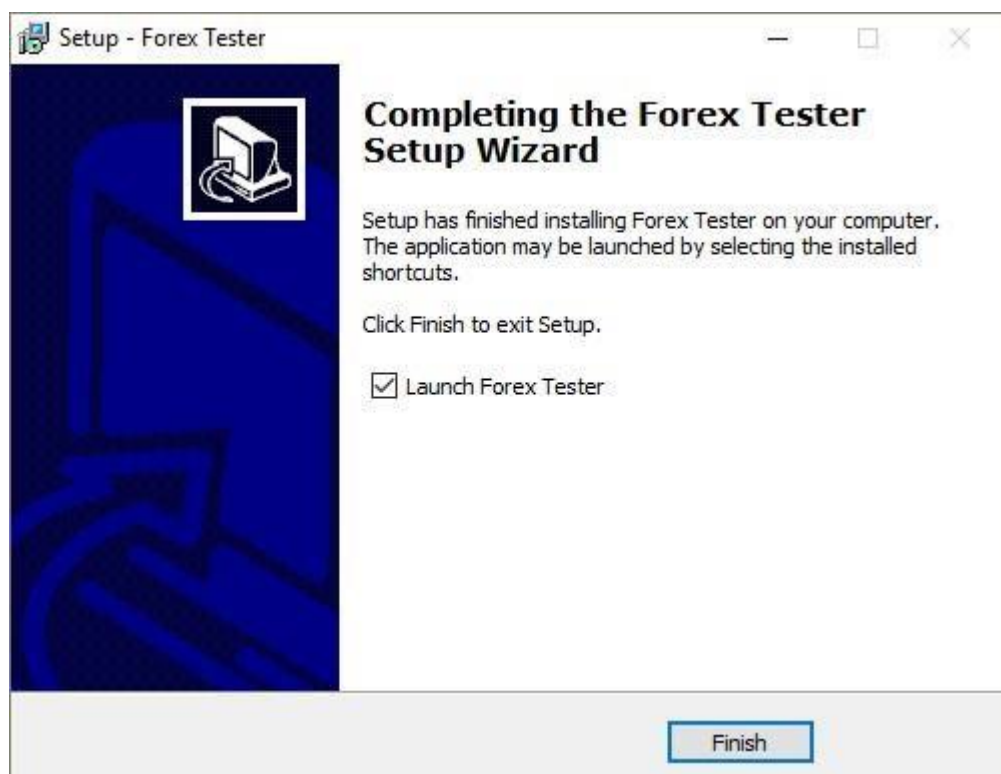 Setup - Forex Tester
Completing the Forex Tester
Setup Wizard
Setup has finished installing Forex Tester on your computer.
The application may be launched by selecting the installed
shortcuts.
Click Finish to exit Setup.
Launch Forex Tester
Finish